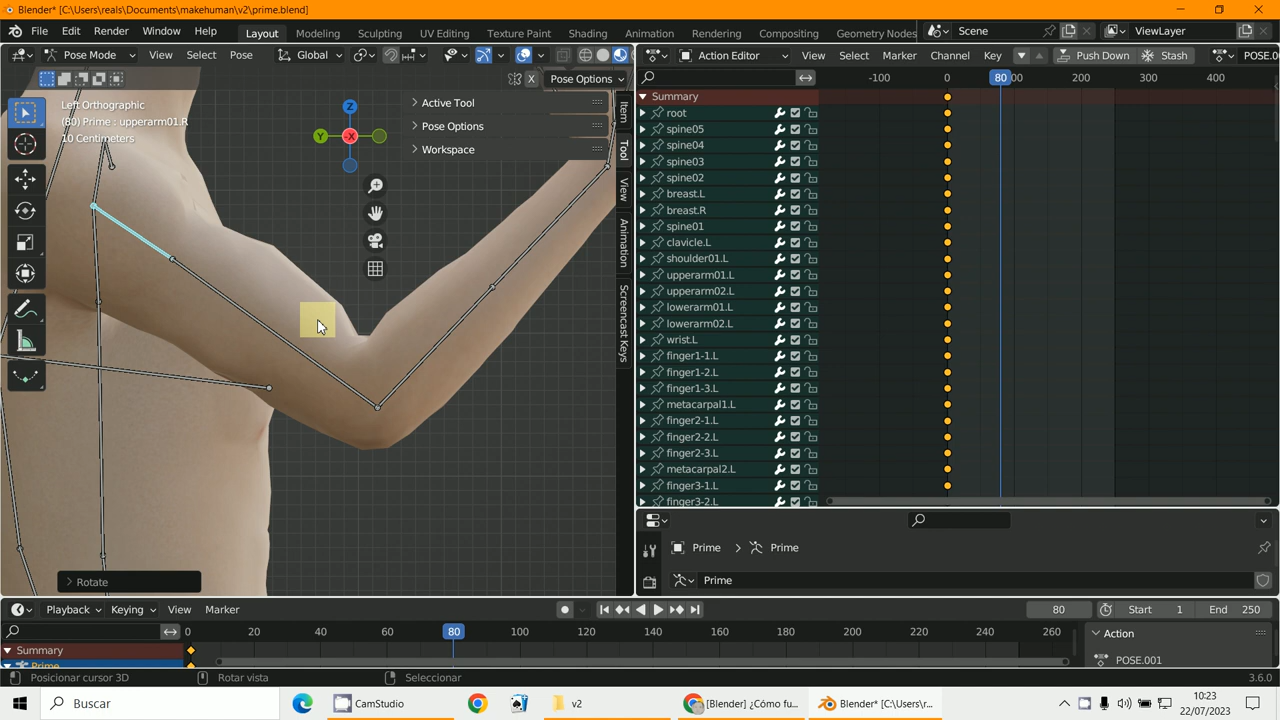 Blender* [C:\Users\reals\Documents\makehuman\v2\prime.blend]
File Edit Render Window Help Layout Modeling Sculpting UV Editing Texture Paint Shading Animation Rendering Compositing Geometry Nodes Scene ViewLayer
Pose Mode View Select Pose Global
Action Editor View Select Marker Channel Key Push Down Stash POSE.00
X Pose Options
-100 0 80 00 200 300 400
Left Orthographic
(80) Prime : upperarm01.R
10 Centimeters
Z
Y
-X
Active Tool
Pose Options
Workspace
Item
Tool
View
Animation
Screencast Keys
Summary
root
spine05
spine04
spine03
spine02
breast.L
breast.R
spine01
clavicle.L
shoulder01.L
upperarm01.L
upperarm02.L
lowerarm01.L
lowerarm02.L
wrist.L
finger1-1.L
finger1-2.L
finger1-3.L
metacarpal1.L
finger2-1.L
finger2-2.L
finger2-3.L
metacarpal2.L
finger3-1.L
finger3-2.L
Prime Prime
Prime
Rotate
Playback Keying View Marker 80 Start 1 End 250
0 20 40 60 80 100 120 140 160 180 200 220 240 260
Summary
Prime
Action
POSE.001
Posicionar cursor 3D Rotar vista Seleccionar 3.6.0
Buscar CamStudio v2 [Blender] ¿Cómo fu... Blender* [C:\Users\r...
10:23
22/07/2023